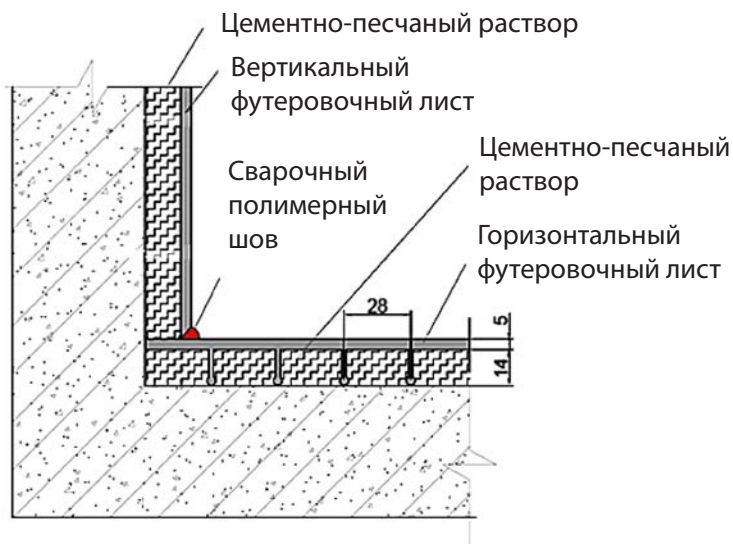 Цементно-песчаный раствор
Вертикальный
футеровочный лист
Сварочный
полимерный
шов
Цементно-песчаный
раствор
Горизонтальный
футеровочный лист
28
5
14